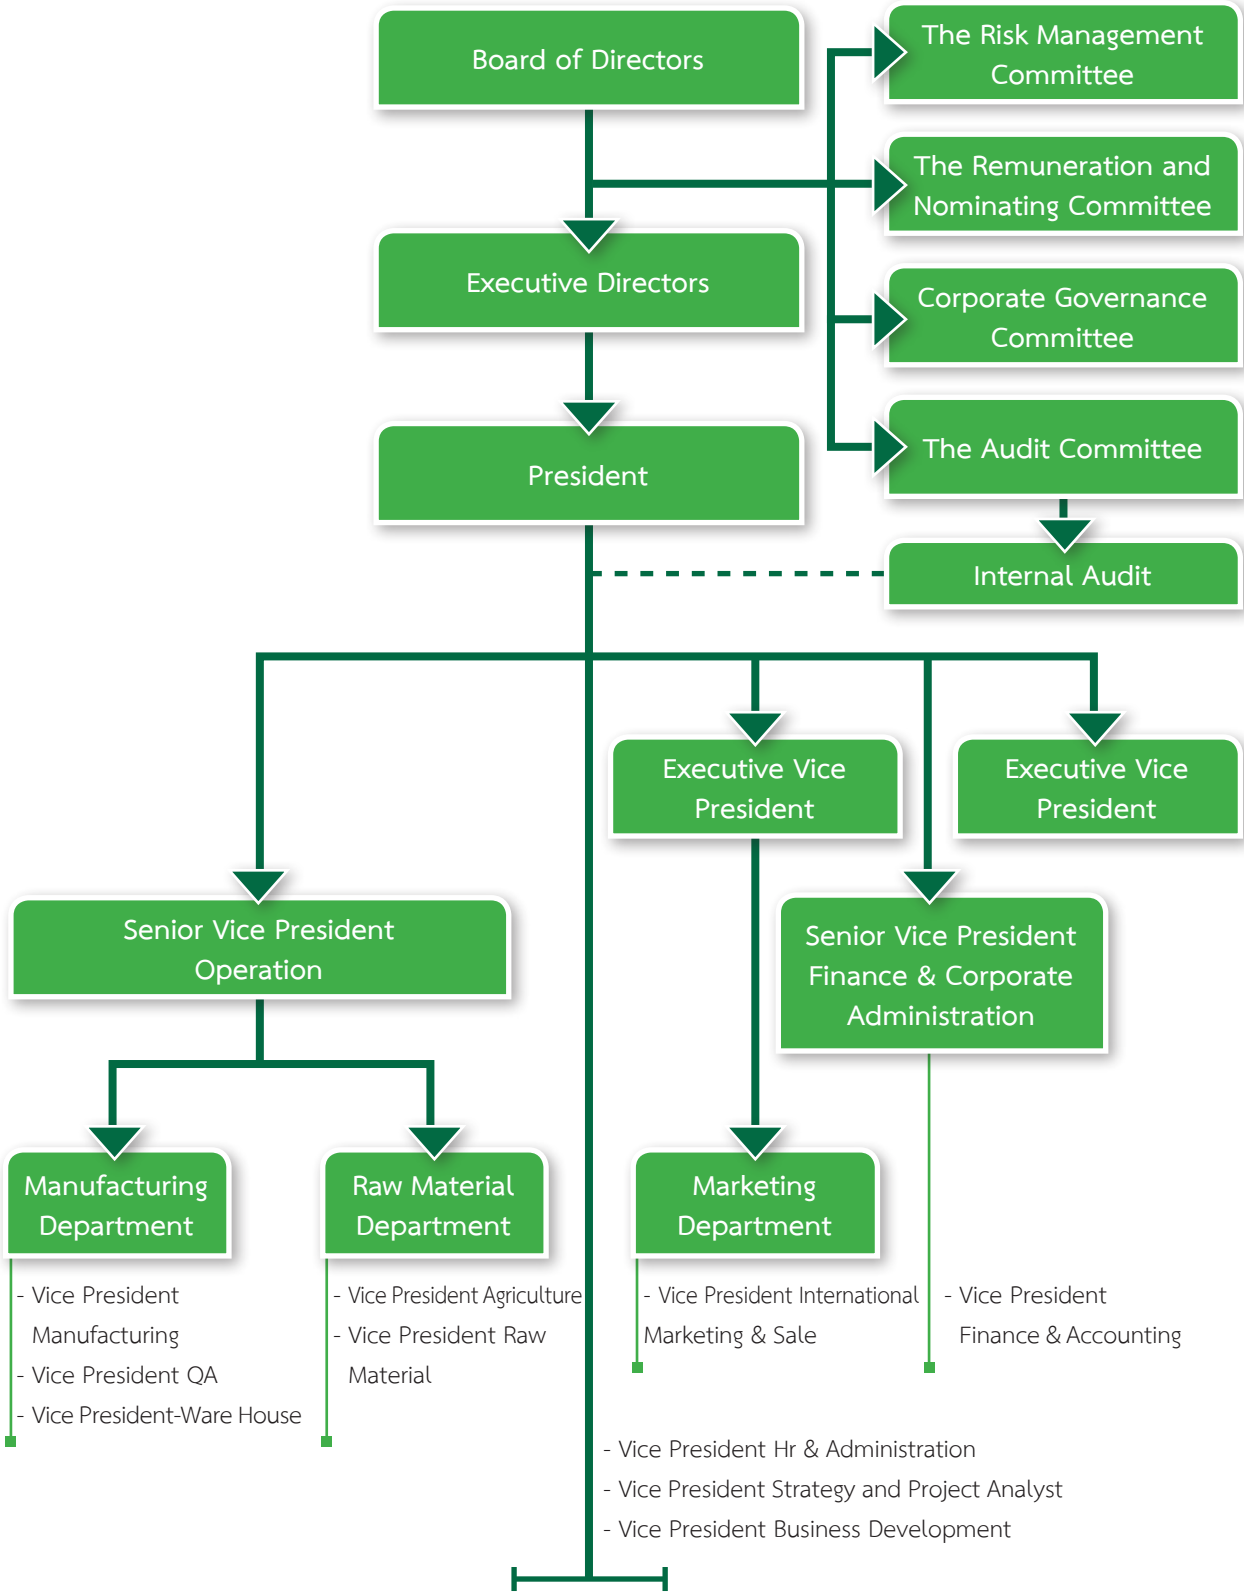 Board of Directors
The Risk Management
Committee
The Remuneration and
Nominating Committee
Executive Directors
Corporate Governance
Committee
President
The Audit Committee
Internal Audit
Executive Vice
President
Executive Vice
President
Senior Vice President
Operation
Senior Vice President
Finance & Corporate
Administration
Manufacturing
Department
Raw Material
Department
Marketing
Department
- Vice President
Manufacturing
- Vice President QA
- Vice President-Ware House
- Vice President Agriculture
- Vice President Raw
Material
- Vice President International
Marketing & Sale
- Vice President
Finance & Accounting
- Vice President Hr & Administration
- Vice President Strategy and Project Analyst
- Vice President Business Development